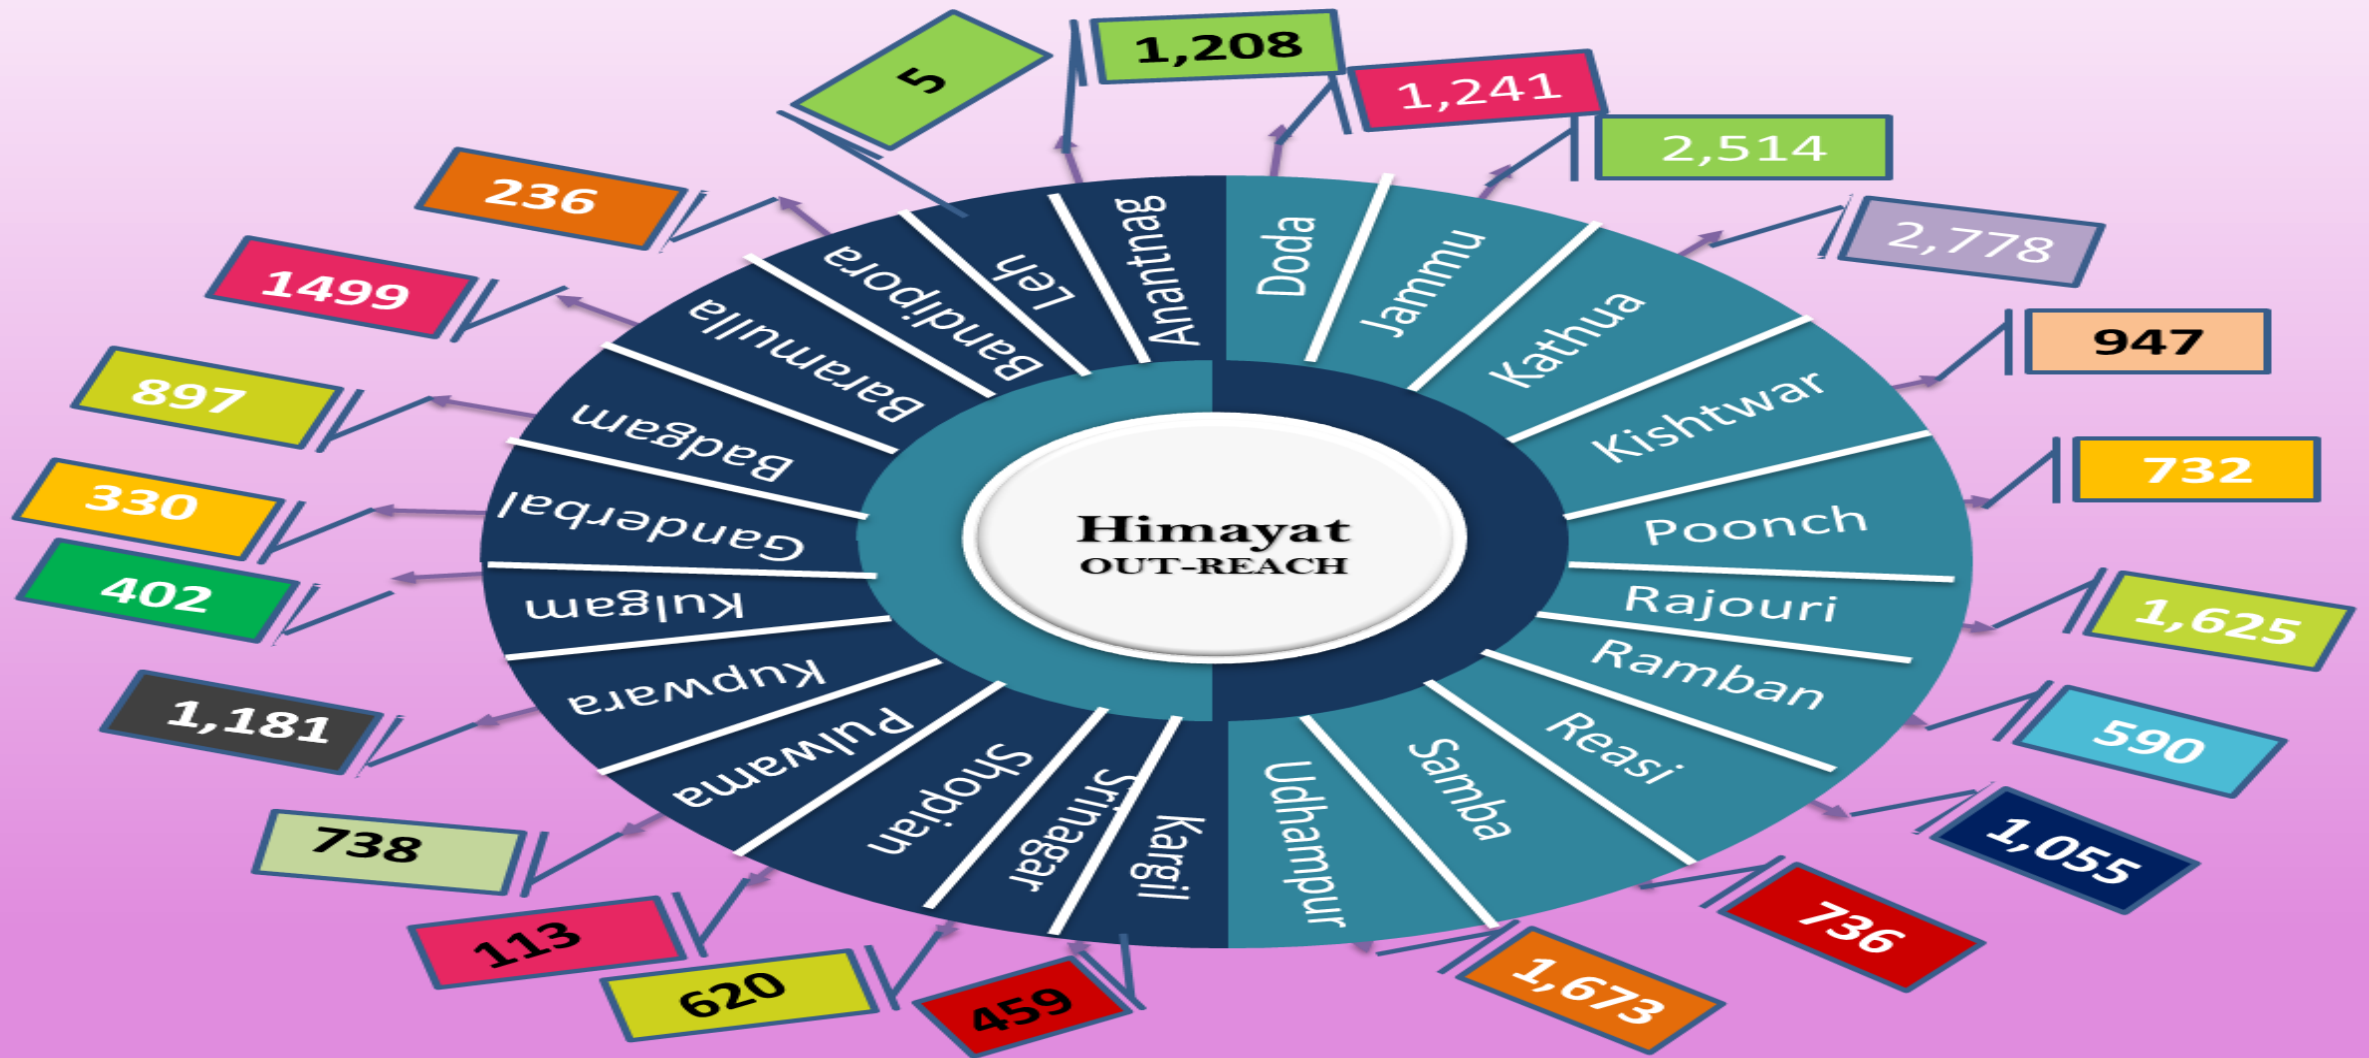 Himayat
OUT-REACH
Doda
Jammu
Kathua
Kishtwar
Poonch
Rajouri
Ramban
Reasi
Samba
Udhampur
Kargil
Srinagar
Shopian
Pulwama
Kupwara
Kulgam
Ganderbal
Badgam
Baramulla
Bandipora
Leh
Anantnag
1,208
1,241
2,514
2,778
947
732
1,625
590
1,055
736
1,673
459
620
113
738
1,181
402
330
897
1499
236
5